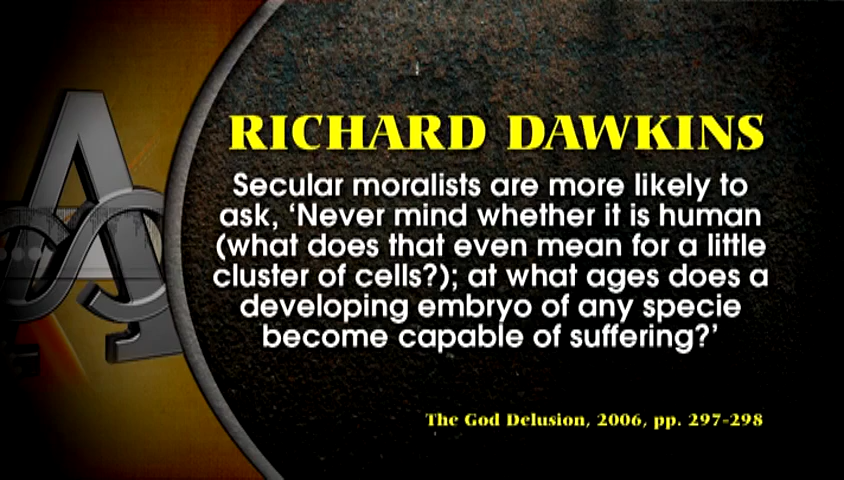 RICHARD DAWKINS
Secular moralists are more likely to
ask, ‘Never mind whether it is human
(what does that even mean for a little
cluster of cells?); at what ages does a
developing embryo of any specie
become capable of suffering?’
The God Delusion, 2006, pp. 297-298